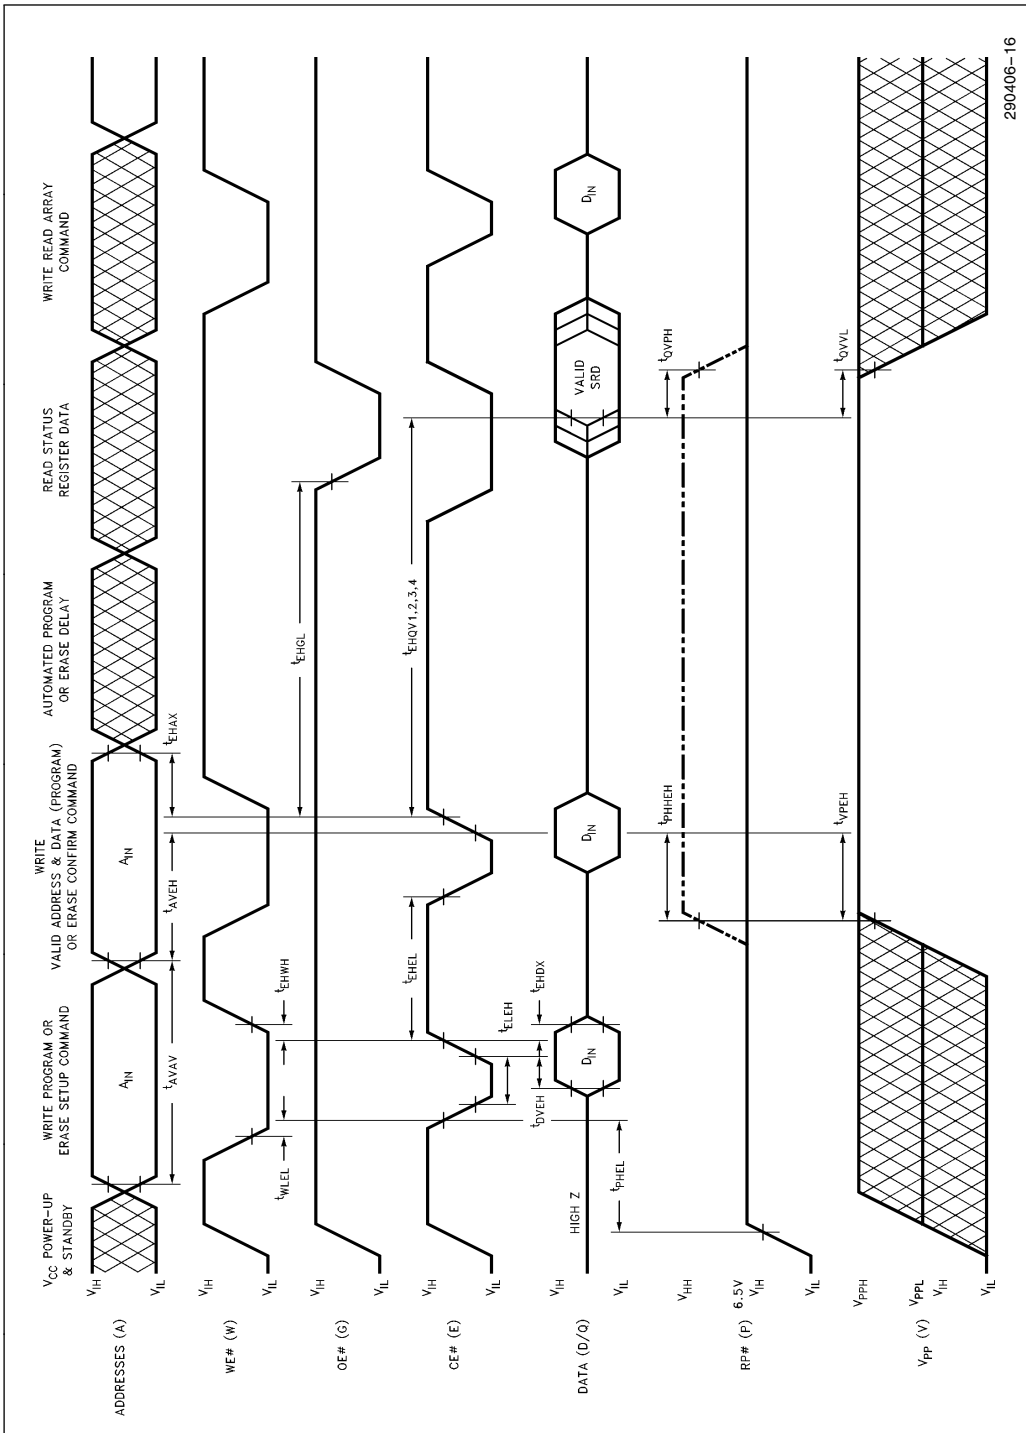 V_CC POWER-UP
& STANDBY
WRITE PROGRAM OR
ERASE SETUP COMMAND
WRITE
VALID ADDRESS & DATA (PROGRAM)
OR ERASE CONFIRM COMMAND
AUTOMATED PROGRAM
OR ERASE DELAY
READ STATUS
REGISTER DATA
WRITE READ ARRAY
COMMAND
ADDRESSES (A)
V_IH
V_IL
A_IN
A_IN
t_AVAV
t_AVEH
t_EHAX
WE# (W)
V_IH
V_IL
t_WLEL
t_EHWH
OE# (G)
V_IH
V_IL
t_EHGL
CE# (E)
V_IH
V_IL
t_EHEL
t_EHQV1,2,3,4
t_ELEH
DATA (D/Q)
V_IH
V_IL
HIGH Z
t_DVEH
D_IN
t_EHDX
D_IN
VALID
SRD
D_IN
t_PHEL
RP# (P)
V_HH
6.5V
V_IH
V_IL
t_PHHEH
t_QVPH
V_PP (V)
V_PPH
V_PPL
V_IH
V_IL
t_VPEH
t_QVVL
290406-16